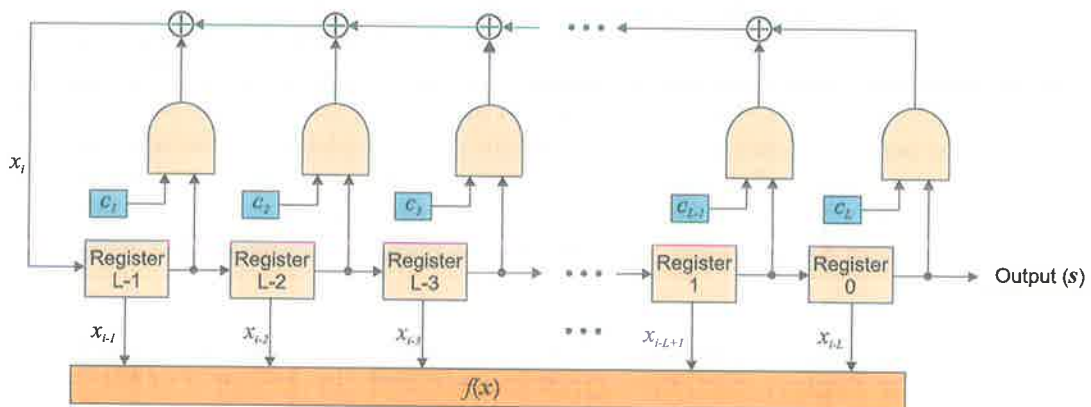 x_i
c_1
c_2
c_3
c_{L-1}
c_L
Register L-1
Register L-2
Register L-3
Register 1
Register 0
Output (s)
x_{i-1}
x_{i-2}
x_{i-3}
x_{i-L+1}
x_{i-L}
f(x)